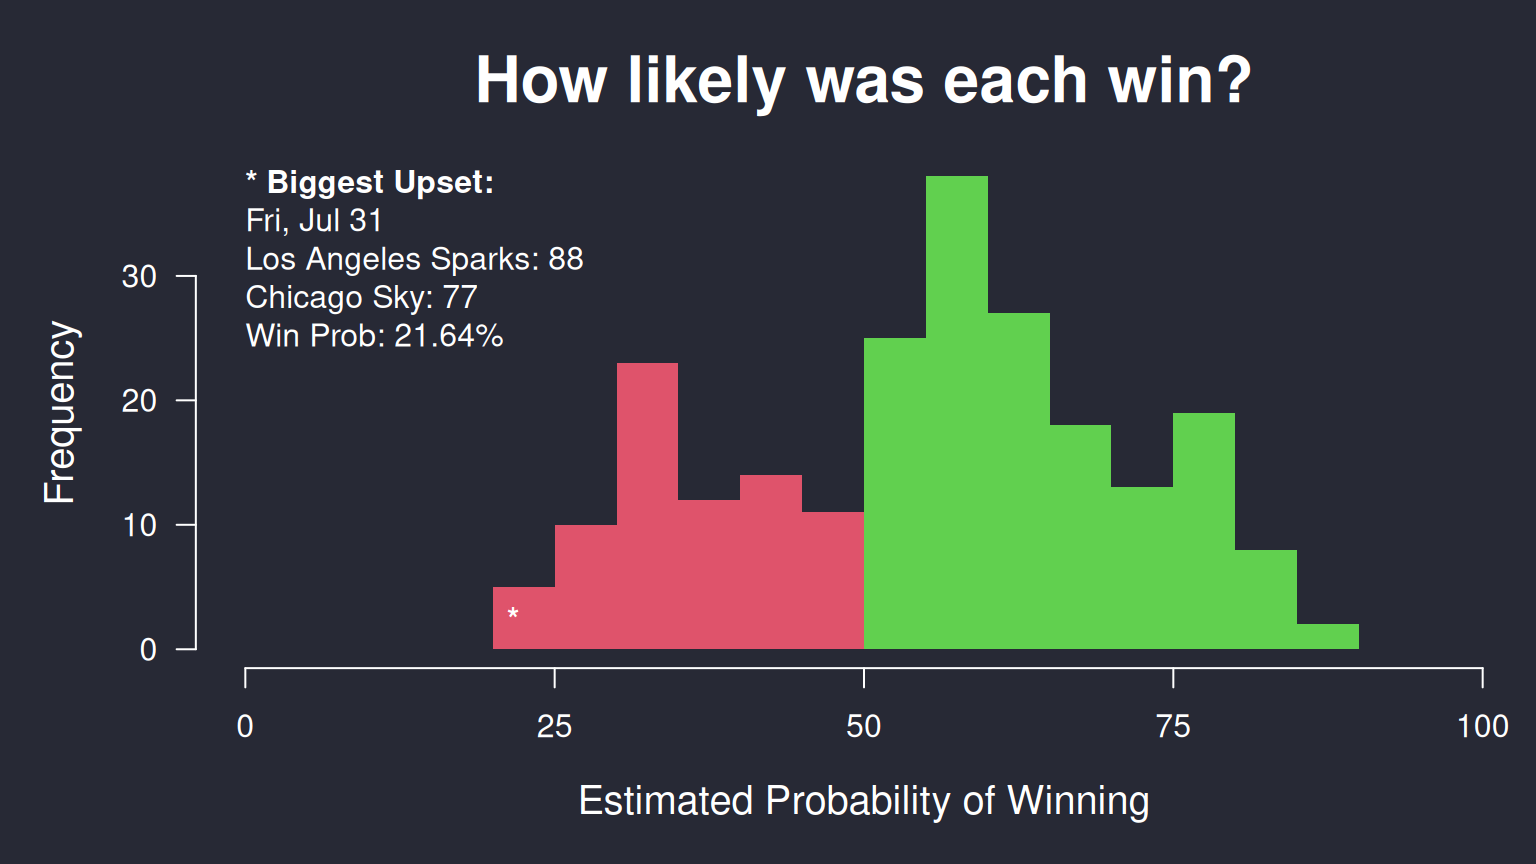 How likely was each win?
* Biggest Upset:
Fri, Jul 31
Los Angeles Sparks: 88
Chicago Sky: 77
Win Prob: 21.64%
Frequency
30
20
10
0
*
0 25 50 75 100
Estimated Probability of Winning